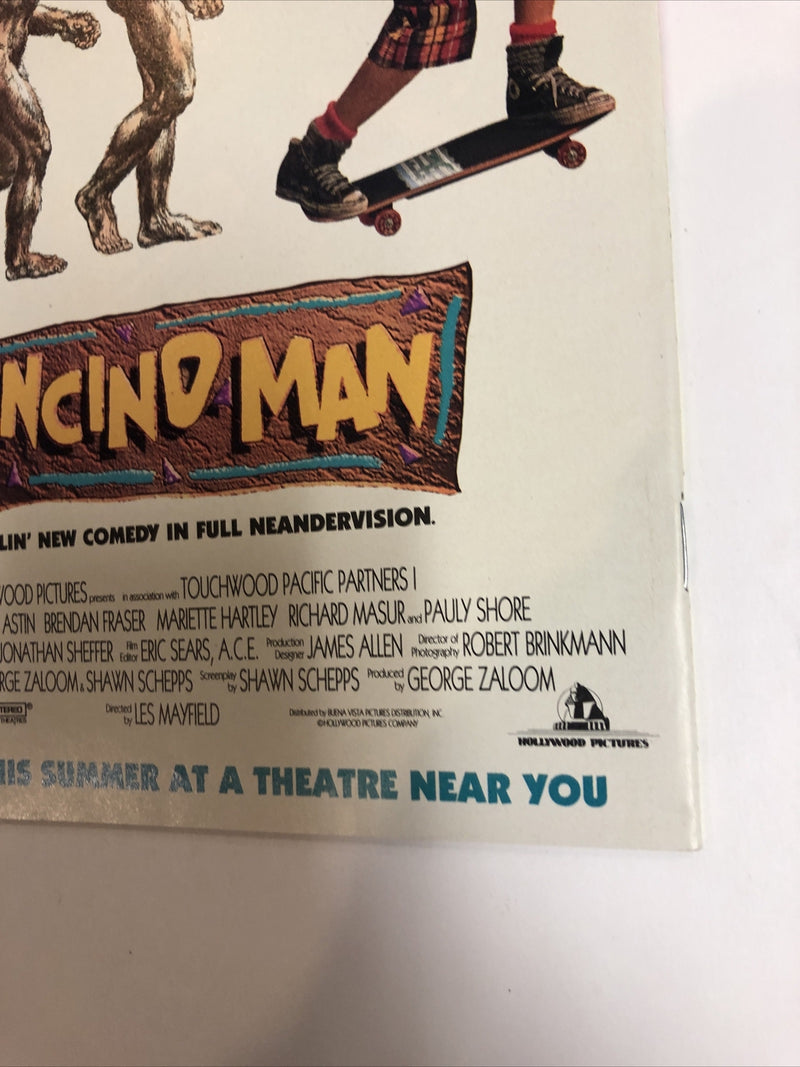 NCINO MAN
LIN' NEW COMEDY IN FULL NEANDERVISION.
WOOD PICTURES presents in association with TOUCHWOOD PACIFIC PARTNERS I
ASTIN BRENDAN FRASER MARIETTE HARTLEY RICHARD MASUR and PAULY SHORE
JONATHAN SHEFFER Film Editor ERIC SEARS, A.C.E. Production Designer JAMES ALLEN Director of Photography ROBERT BRINKMANN
RGE ZALOOM & SHAWN SCHEPPS Screenplay by SHAWN SCHEPPS Produced by GEORGE ZALOOM
TERED ®
THEATRES
Directed by LES MAYFIELD
Distributed by BUENA VISTA PICTURES DISTRIBUTION, INC.
©HOLLYWOOD PICTURES COMPANY
HOLLYWOOD PICTURES
HIS SUMMER AT A THEATRE NEAR YOU